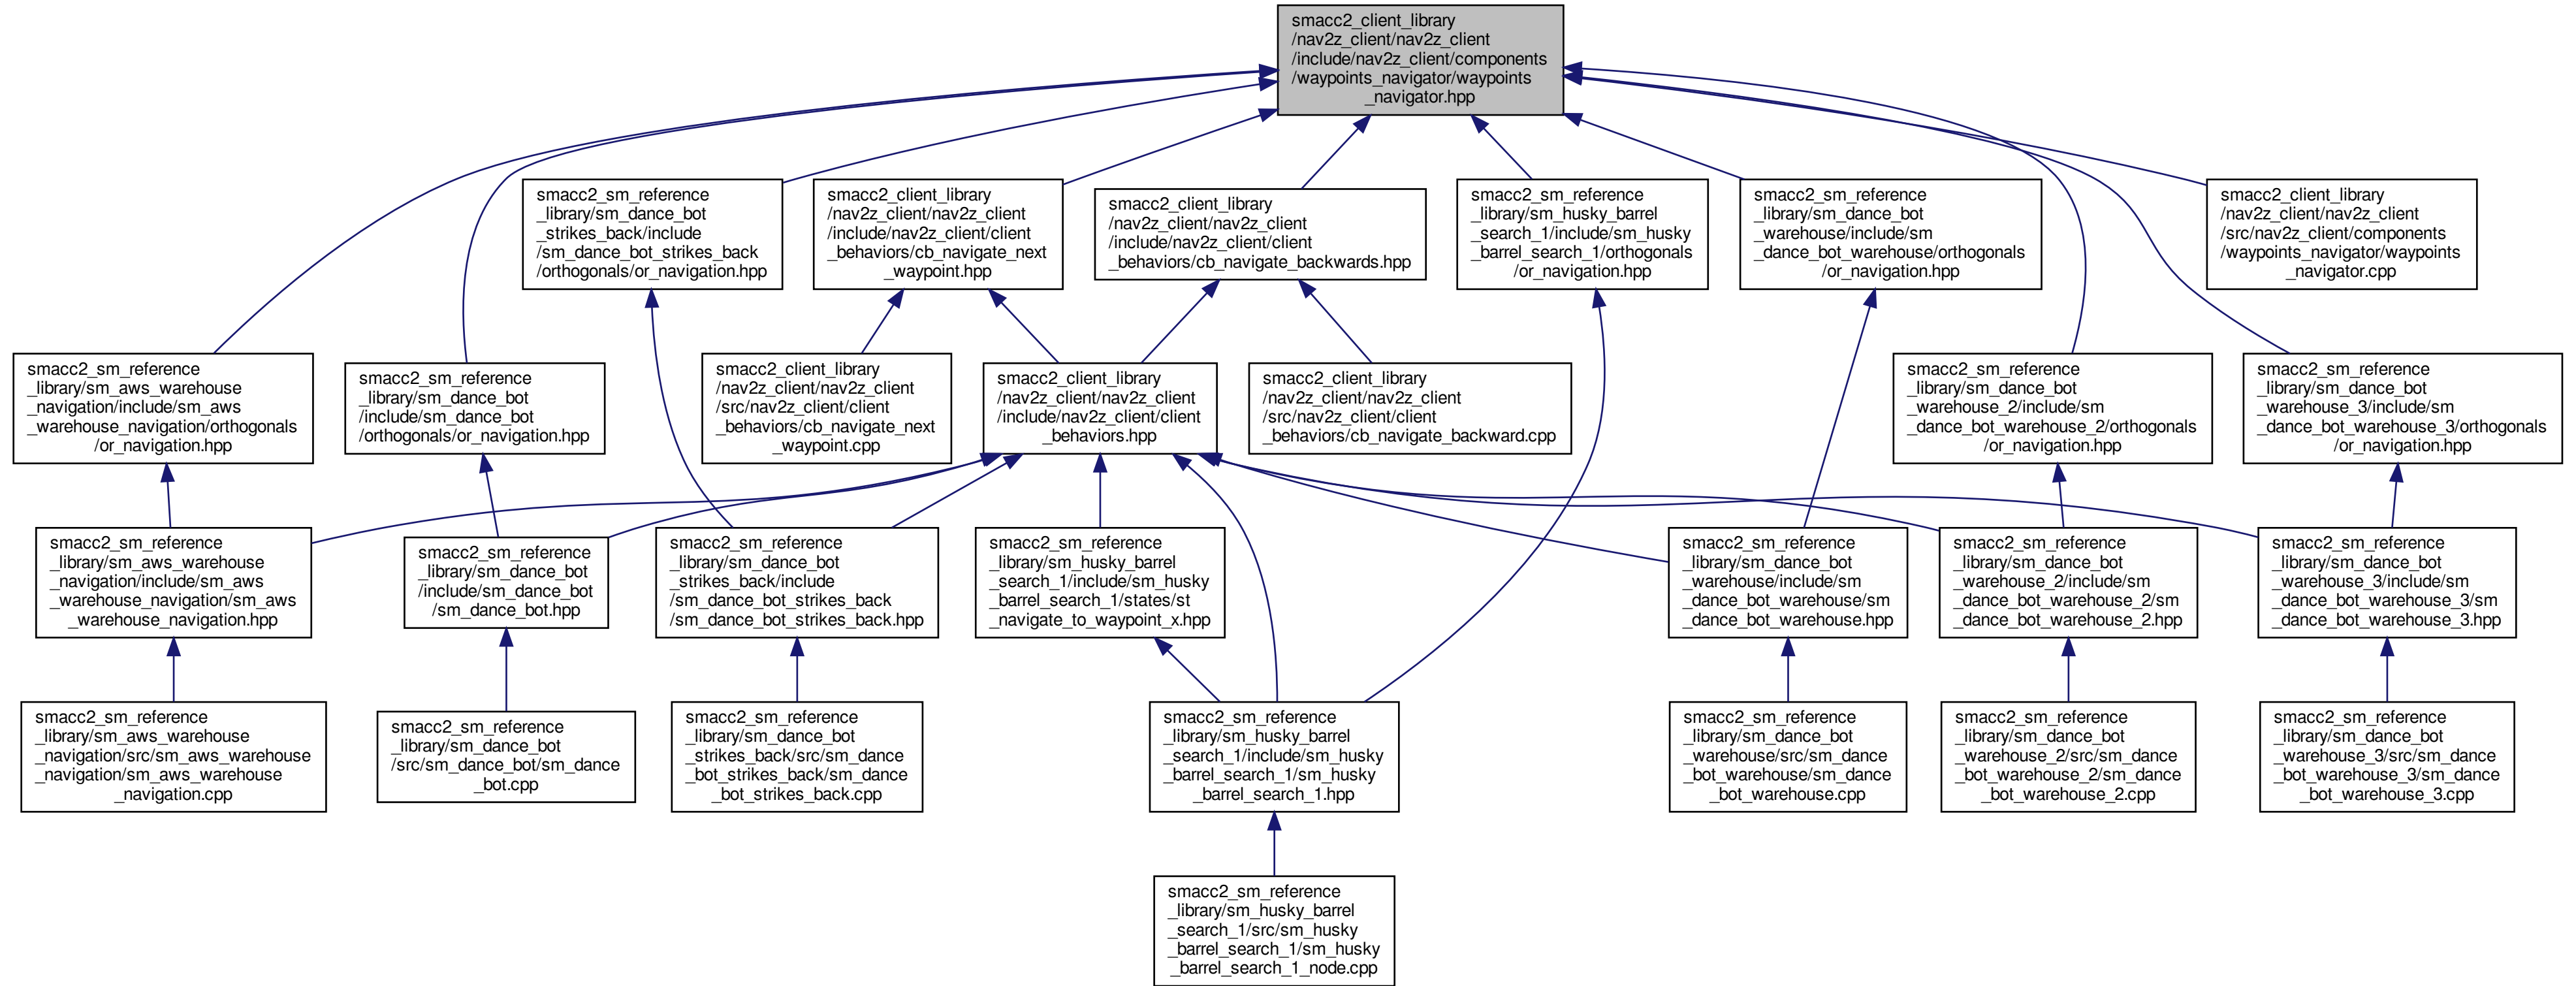 smacc2_client_library
/nav2z_client/nav2z_client
/include/nav2z_client/components
/waypoints_navigator/waypoints
_navigator.hpp
smacc2_sm_reference
_library/sm_dance_bot
_strikes_back/include
/sm_dance_bot_strikes_back
/orthogonals/or_navigation.hpp
smacc2_client_library
/nav2z_client/nav2z_client
/include/nav2z_client/client
_behaviors/cb_navigate_next
_waypoint.hpp
smacc2_client_library
/nav2z_client/nav2z_client
/include/nav2z_client/client
_behaviors/cb_navigate_backwards.hpp
smacc2_sm_reference
_library/sm_husky_barrel
_search_1/include/sm_husky
_barrel_search_1/orthogonals
/or_navigation.hpp
smacc2_sm_reference
_library/sm_dance_bot
_warehouse/include/sm
_dance_bot_warehouse/orthogonals
/or_navigation.hpp
smacc2_client_library
/nav2z_client/nav2z_client
/src/nav2z_client/components
/waypoints_navigator/waypoints
_navigator.cpp
smacc2_sm_reference
_library/sm_aws_warehouse
_navigation/include/sm_aws
_warehouse_navigation/orthogonals
/or_navigation.hpp
smacc2_sm_reference
_library/sm_dance_bot
/include/sm_dance_bot
/orthogonals/or_navigation.hpp
smacc2_client_library
/nav2z_client/nav2z_client
/src/nav2z_client/client
_behaviors/cb_navigate_next
_waypoint.cpp
smacc2_client_library
/nav2z_client/nav2z_client
/include/nav2z_client/client
_behaviors.hpp
smacc2_client_library
/nav2z_client/nav2z_client
/src/nav2z_client/client
_behaviors/cb_navigate_backward.cpp
smacc2_sm_reference
_library/sm_dance_bot
_warehouse_2/include/sm
_dance_bot_warehouse_2/orthogonals
/or_navigation.hpp
smacc2_sm_reference
_library/sm_dance_bot
_warehouse_3/include/sm
_dance_bot_warehouse_3/orthogonals
/or_navigation.hpp
smacc2_sm_reference
_library/sm_aws_warehouse
_navigation/include/sm_aws
_warehouse_navigation/sm_aws
_warehouse_navigation.hpp
smacc2_sm_reference
_library/sm_dance_bot
/include/sm_dance_bot
/sm_dance_bot.hpp
smacc2_sm_reference
_library/sm_dance_bot
_strikes_back/include
/sm_dance_bot_strikes_back
/sm_dance_bot_strikes_back.hpp
smacc2_sm_reference
_library/sm_husky_barrel
_search_1/include/sm_husky
_barrel_search_1/states/st
_navigate_to_waypoint_x.hpp
smacc2_sm_reference
_library/sm_dance_bot
_warehouse/include/sm
_dance_bot_warehouse/sm
_dance_bot_warehouse.hpp
smacc2_sm_reference
_library/sm_dance_bot
_warehouse_2/include/sm
_dance_bot_warehouse_2/sm
_dance_bot_warehouse_2.hpp
smacc2_sm_reference
_library/sm_dance_bot
_warehouse_3/include/sm
_dance_bot_warehouse_3/sm
_dance_bot_warehouse_3.hpp
smacc2_sm_reference
_library/sm_aws_warehouse
_navigation/src/sm_aws_warehouse
_navigation/sm_aws_warehouse
_navigation.cpp
smacc2_sm_reference
_library/sm_dance_bot
/src/sm_dance_bot/sm_dance
_bot.cpp
smacc2_sm_reference
_library/sm_dance_bot
_strikes_back/src/sm_dance
_bot_strikes_back/sm_dance
_bot_strikes_back.cpp
smacc2_sm_reference
_library/sm_husky_barrel
_search_1/include/sm_husky
_barrel_search_1/sm_husky
_barrel_search_1.hpp
smacc2_sm_reference
_library/sm_dance_bot
_warehouse/src/sm_dance
_bot_warehouse/sm_dance
_bot_warehouse.cpp
smacc2_sm_reference
_library/sm_dance_bot
_warehouse_2/src/sm_dance
_bot_warehouse_2/sm_dance
_bot_warehouse_2.cpp
smacc2_sm_reference
_library/sm_dance_bot
_warehouse_3/src/sm_dance
_bot_warehouse_3/sm_dance
_bot_warehouse_3.cpp
smacc2_sm_reference
_library/sm_husky_barrel
_search_1/src/sm_husky
_barrel_search_1/sm_husky
_barrel_search_1_node.cpp